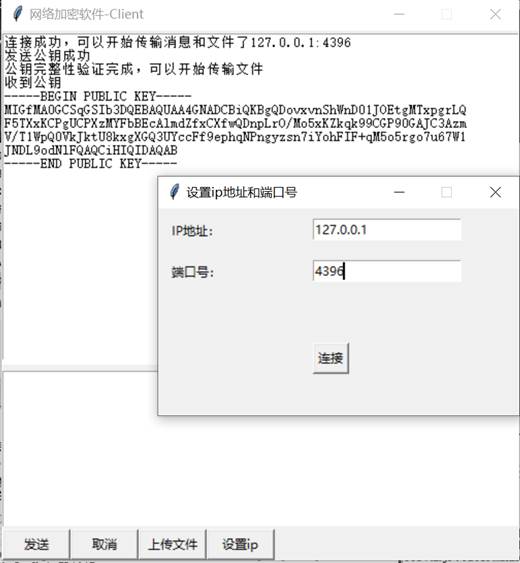 网络加密软件-Client
连接成功，可以开始传输消息和文件了127.0.0.1:4396
发送公钥成功
公钥完整性验证完成，可以开始传输文件
收到公钥
-----BEGIN PUBLIC KEY-----
MIGfMA0GCSqGSIb3DQEBAQUAA4GNADCBiQKBgQDovxvnShWnD01JOEtgMTxpgrLQ
F5TXxKCPgUCPXzMYFbBEcAlmdZfxCXfwQDnpLrO/Mo5xKZkqk99CGP90GAJC3Azm
V/T1WpQ0VkJktU8kxgXGQ3UYccFf9ephqNPngyzsn7iYohFIF+qM5o5rgo7u67W1
JNDL9odNlFQAQCiHIQIDAQAB
-----END PUBLIC KEY-----
设置ip地址和端口号
IP地址: 127.0.0.1
端口号: 4396
连接
发送 取消 上传文件 设置ip